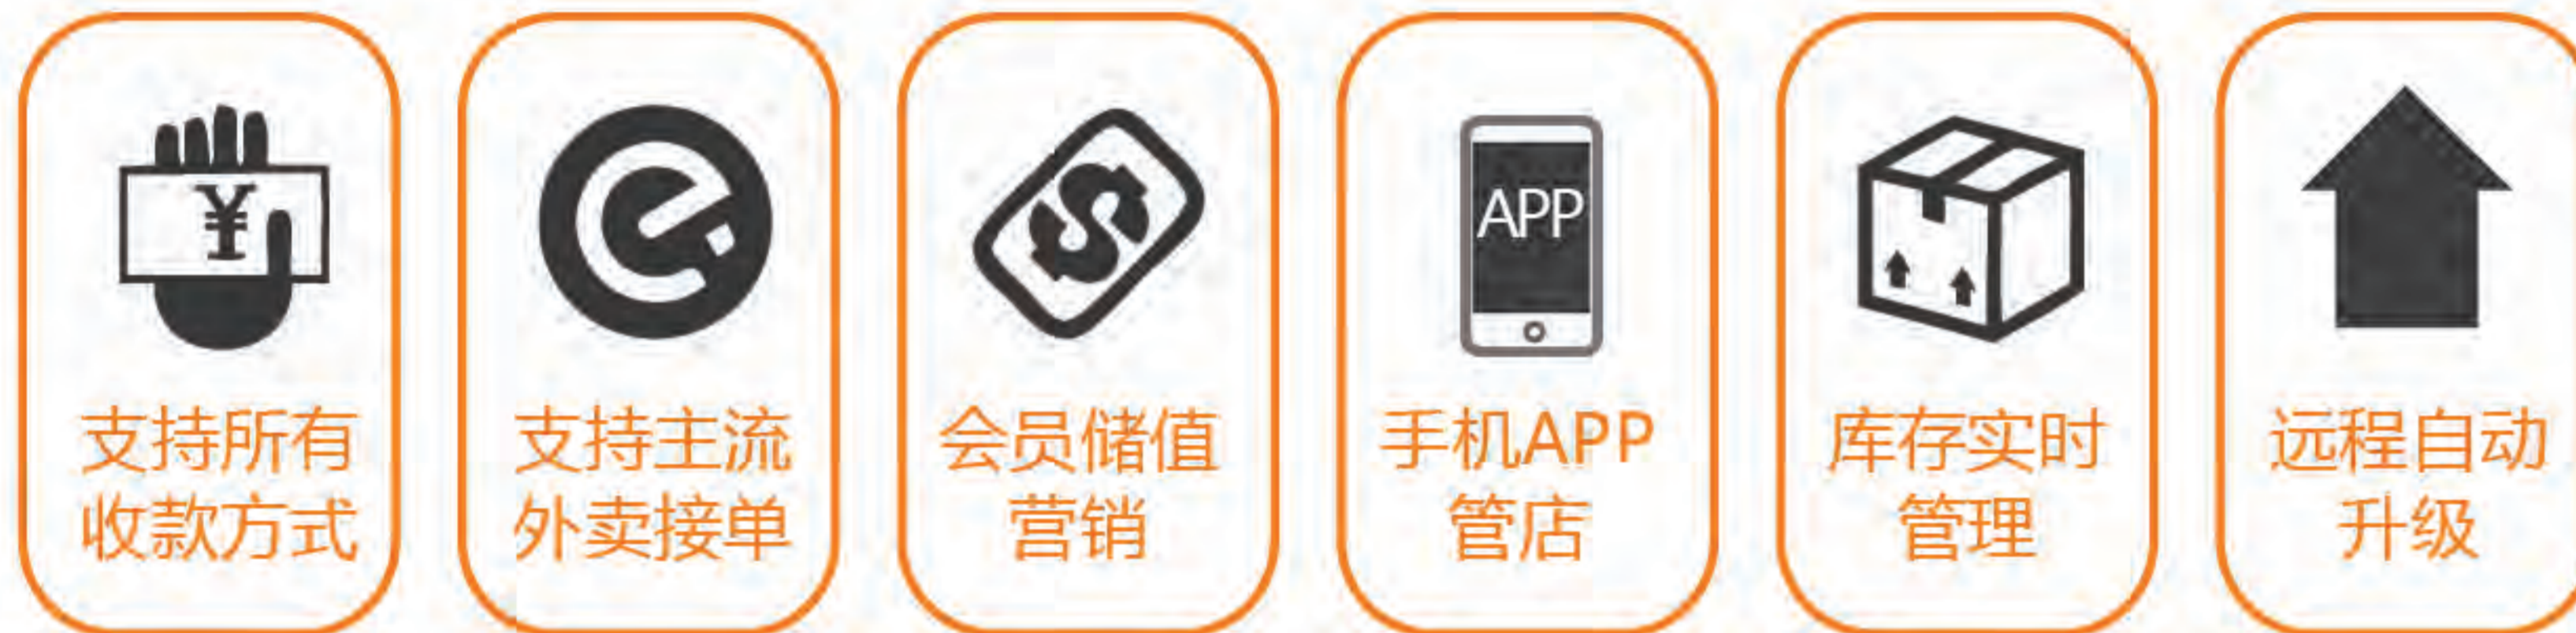 ¥
APP
支持所有
收款方式
支持主流
外卖接单
会员储值
营销
手机APP
管店
库存实时
管理
远程自动
升级